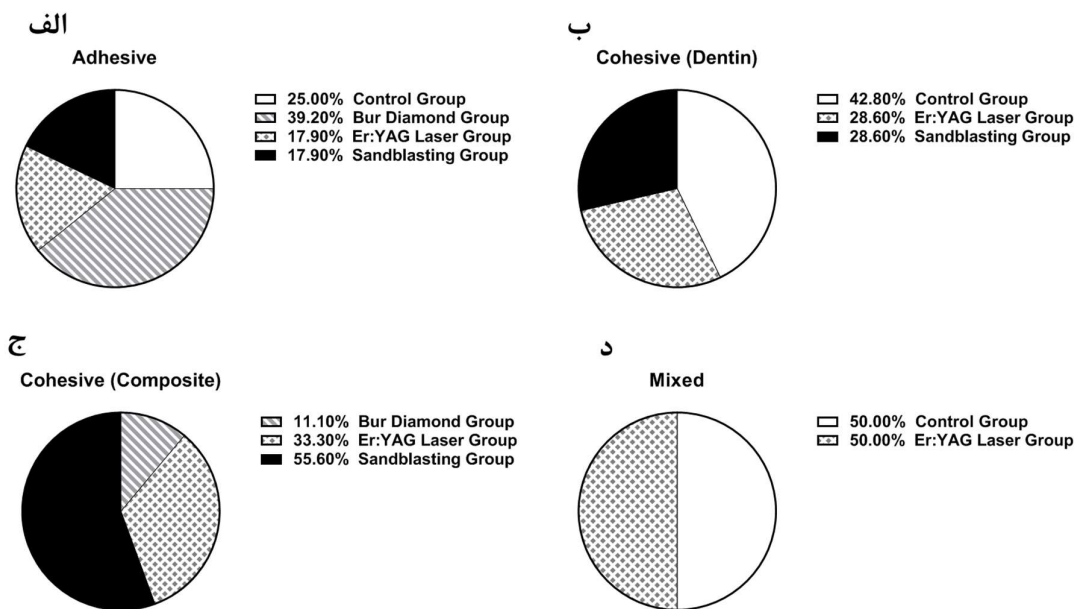 الف
Adhesive
25.00% Control Group
39.20% Bur Diamond Group
17.90% Er:YAG Laser Group
17.90% Sandblasting Group
ب
Cohesive (Dentin)
42.80% Control Group
28.60% Er:YAG Laser Group
28.60% Sandblasting Group
ج
Cohesive (Composite)
11.10% Bur Diamond Group
33.30% Er:YAG Laser Group
55.60% Sandblasting Group
د
Mixed
50.00% Control Group
50.00% Er:YAG Laser Group